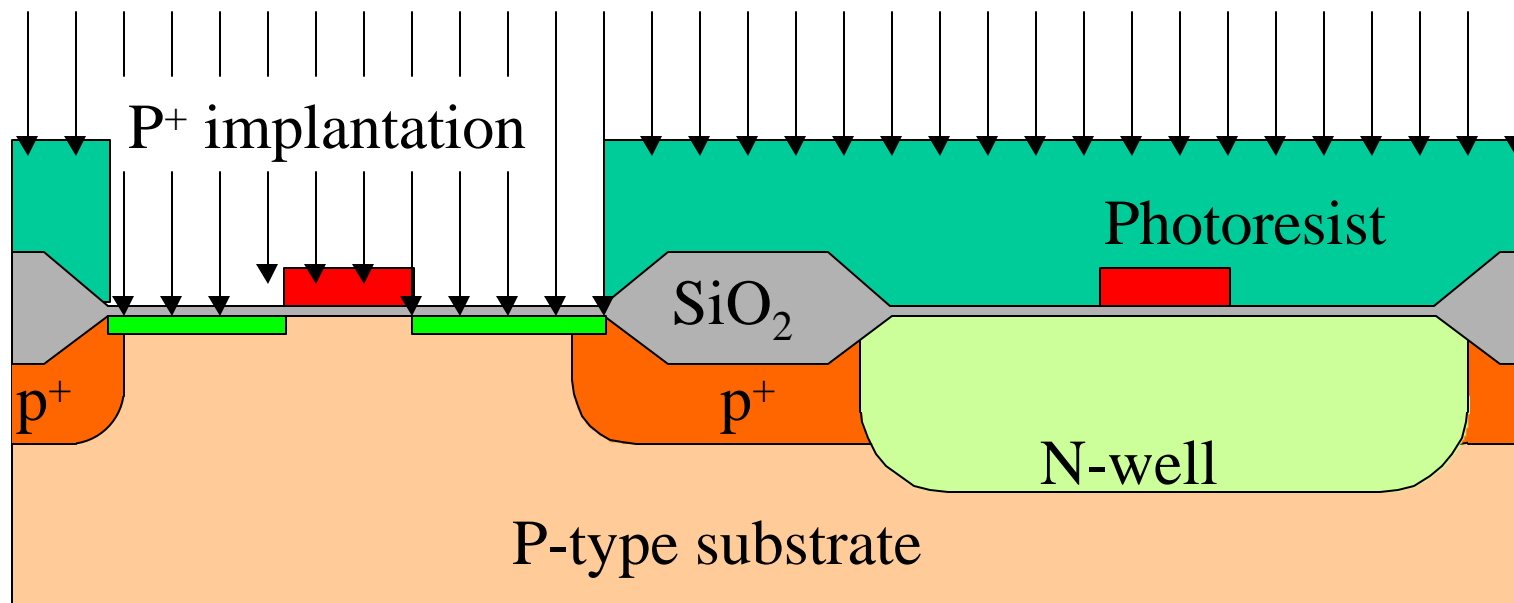 P⁺ implantation
Photoresist
SiO₂
p⁺
p⁺
N-well
P-type substrate